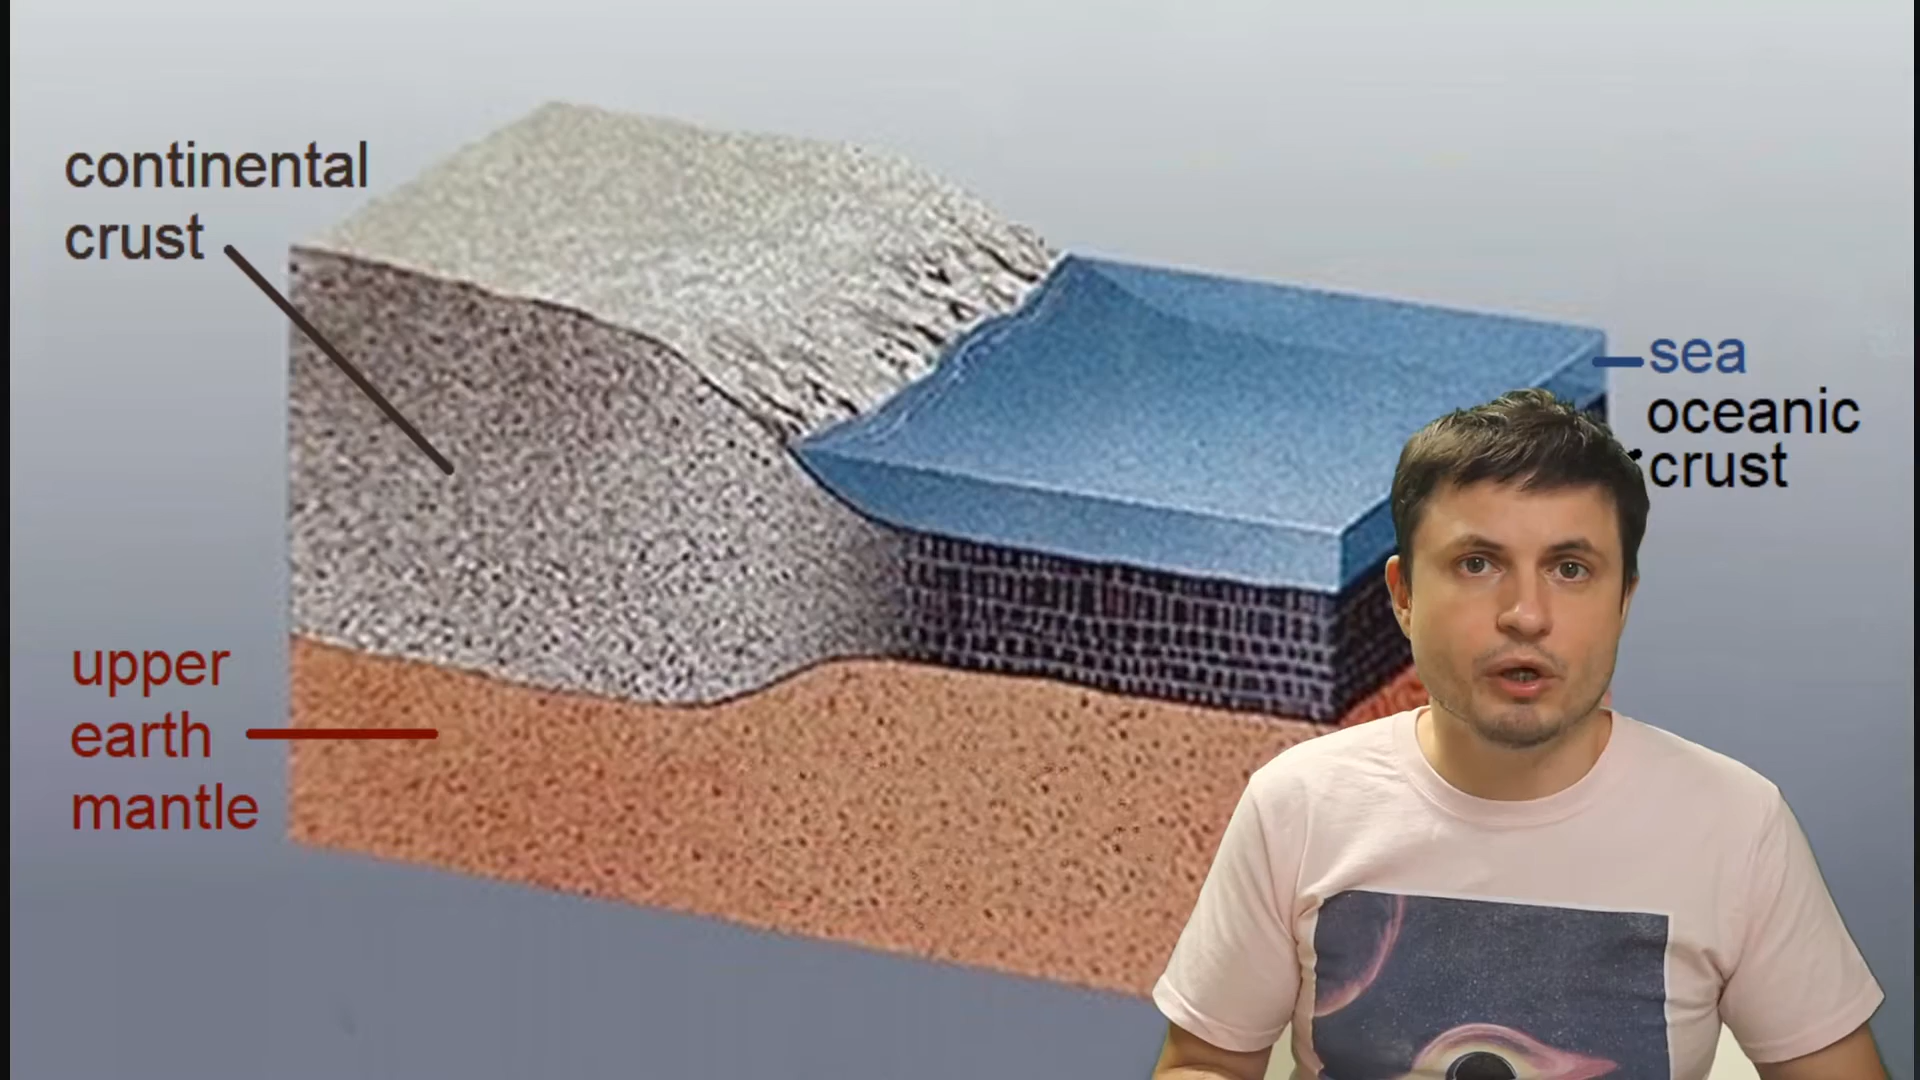 continental
crust
sea
oceanic
crust
upper
earth
mantle